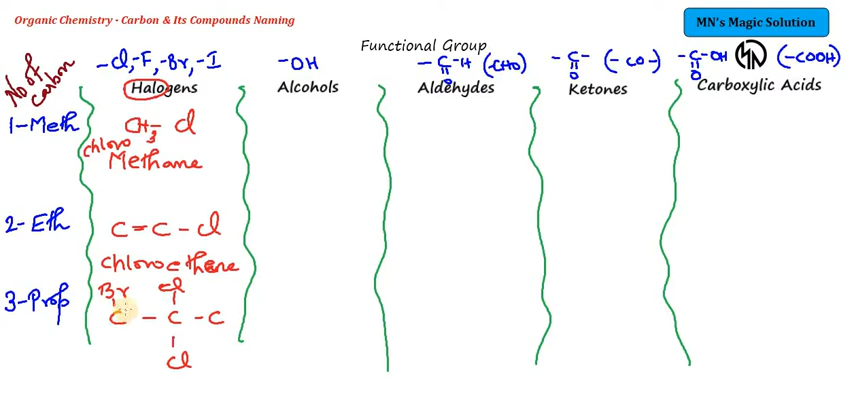 Organic Chemistry - Carbon & Its Compounds Naming
MN's Magic Solution
Functional Group
No of carbon
-Cl, -F, -Br, -I
-OH
-C-H (-CHO)
O
-C-
O
(-CO-)
-C-OH
O
(-COOH)
Halogens
Alcohols
Aldehydes
Ketones
Carboxylic Acids
1-Meth
CH3- Cl
chloro
Methane
2-Eth
C=C-Cl
chloroethene
3-Prop
Br Cl
C - C - C
Cl